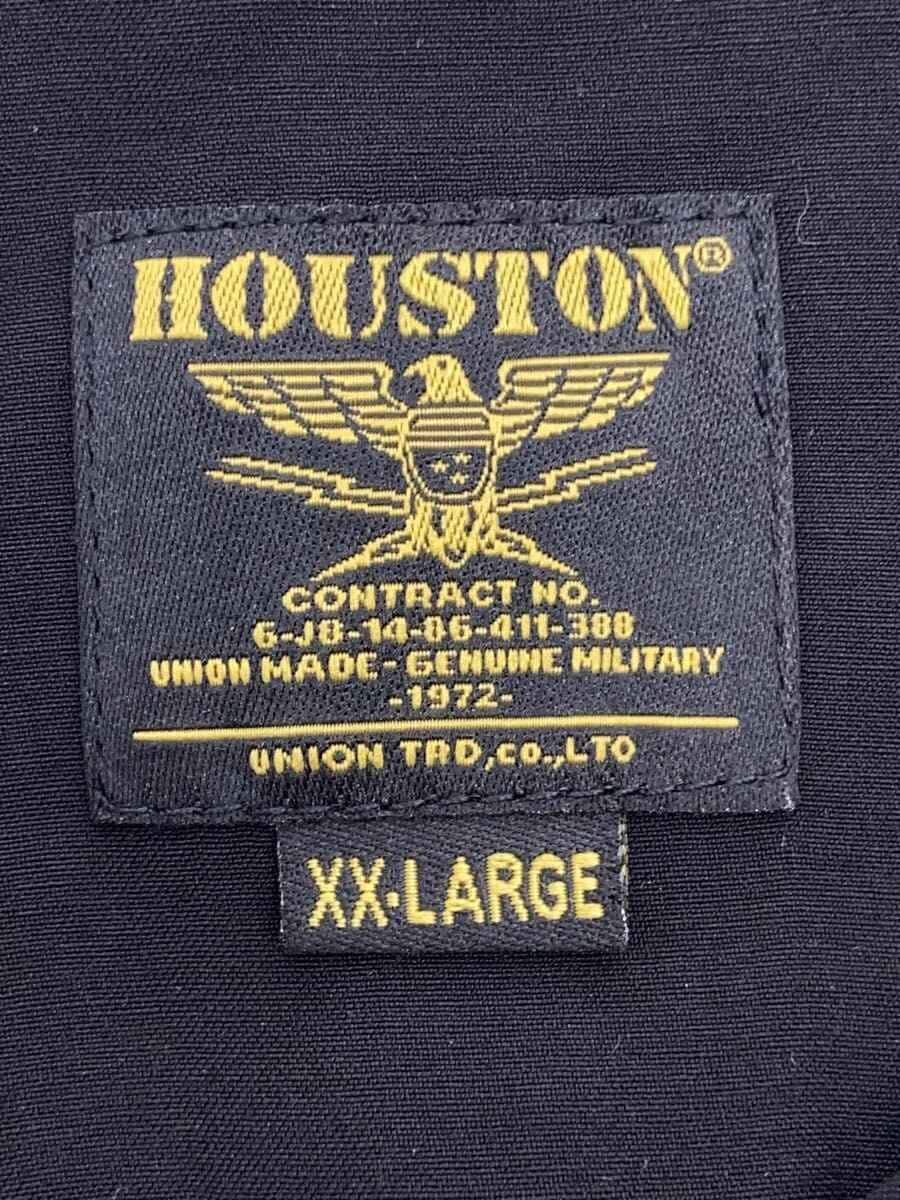 HOUSTON®
CONTRACT NO.
6-J8-14-86-411-388
UNION MADE-GENUINE MILITARY
-1972-
UNION TRD,co.,LTD
XX•LARGE